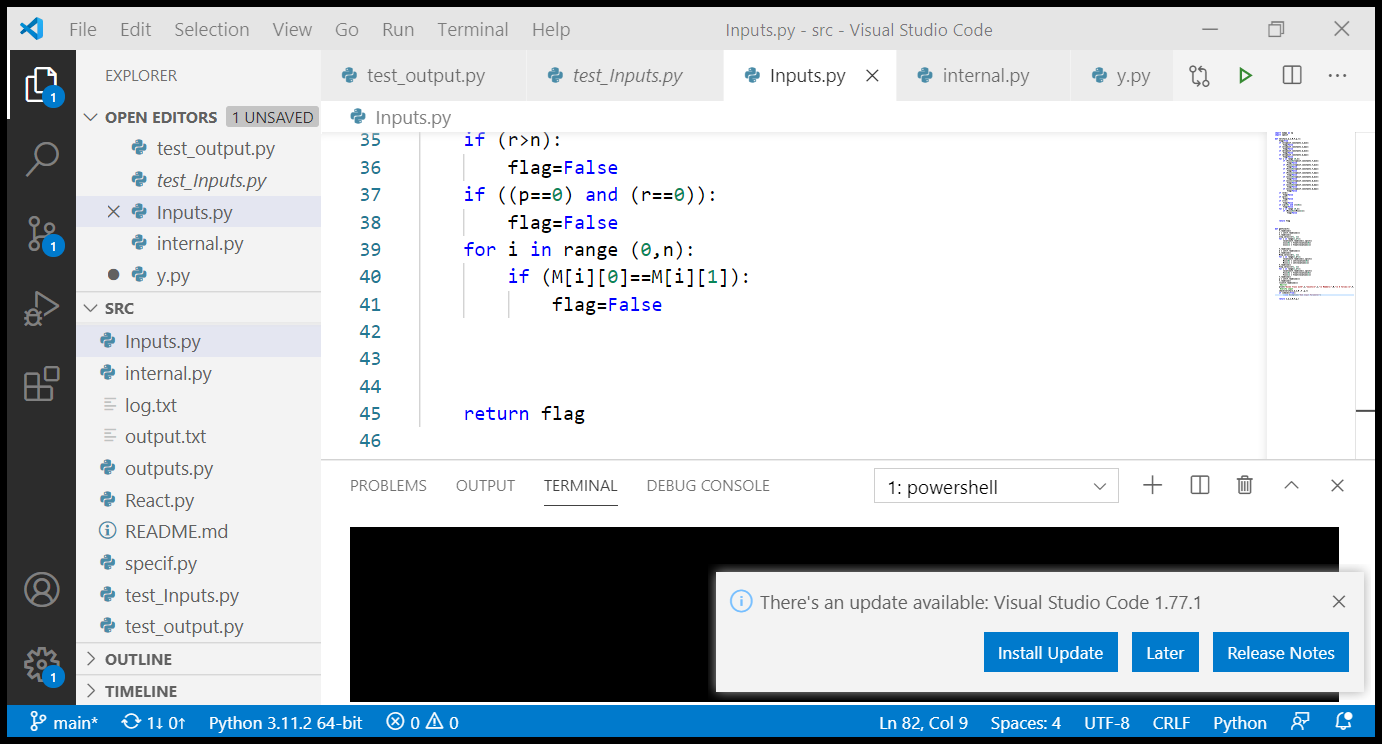 File Edit Selection View Go Run Terminal Help Inputs.py - src - Visual Studio Code
EXPLORER
OPEN EDITORS 1 UNSAVED
test_output.py
test_Inputs.py
Inputs.py
internal.py
y.py
SRC
Inputs.py
internal.py
log.txt
output.txt
outputs.py
React.py
README.md
specif.py
test_Inputs.py
test_output.py
OUTLINE
TIMELINE
1
1
1
test_output.py test_Inputs.py Inputs.py internal.py y.py
Inputs.py
35 if (r>n):
36 flag=False
37 if ((p==0) and (r==0)):
38 flag=False
39 for i in range (0,n):
40 if (M[i][0]==M[i][1]):
41 flag=False
42
43
44
45 return flag
46
PROBLEMS OUTPUT TERMINAL DEBUG CONSOLE 1: powershell
There's an update available: Visual Studio Code 1.77.1
Install Update Later Release Notes
main* 1↓ 0↑ Python 3.11.2 64-bit 0 0 Ln 82, Col 9 Spaces: 4 UTF-8 CRLF Python